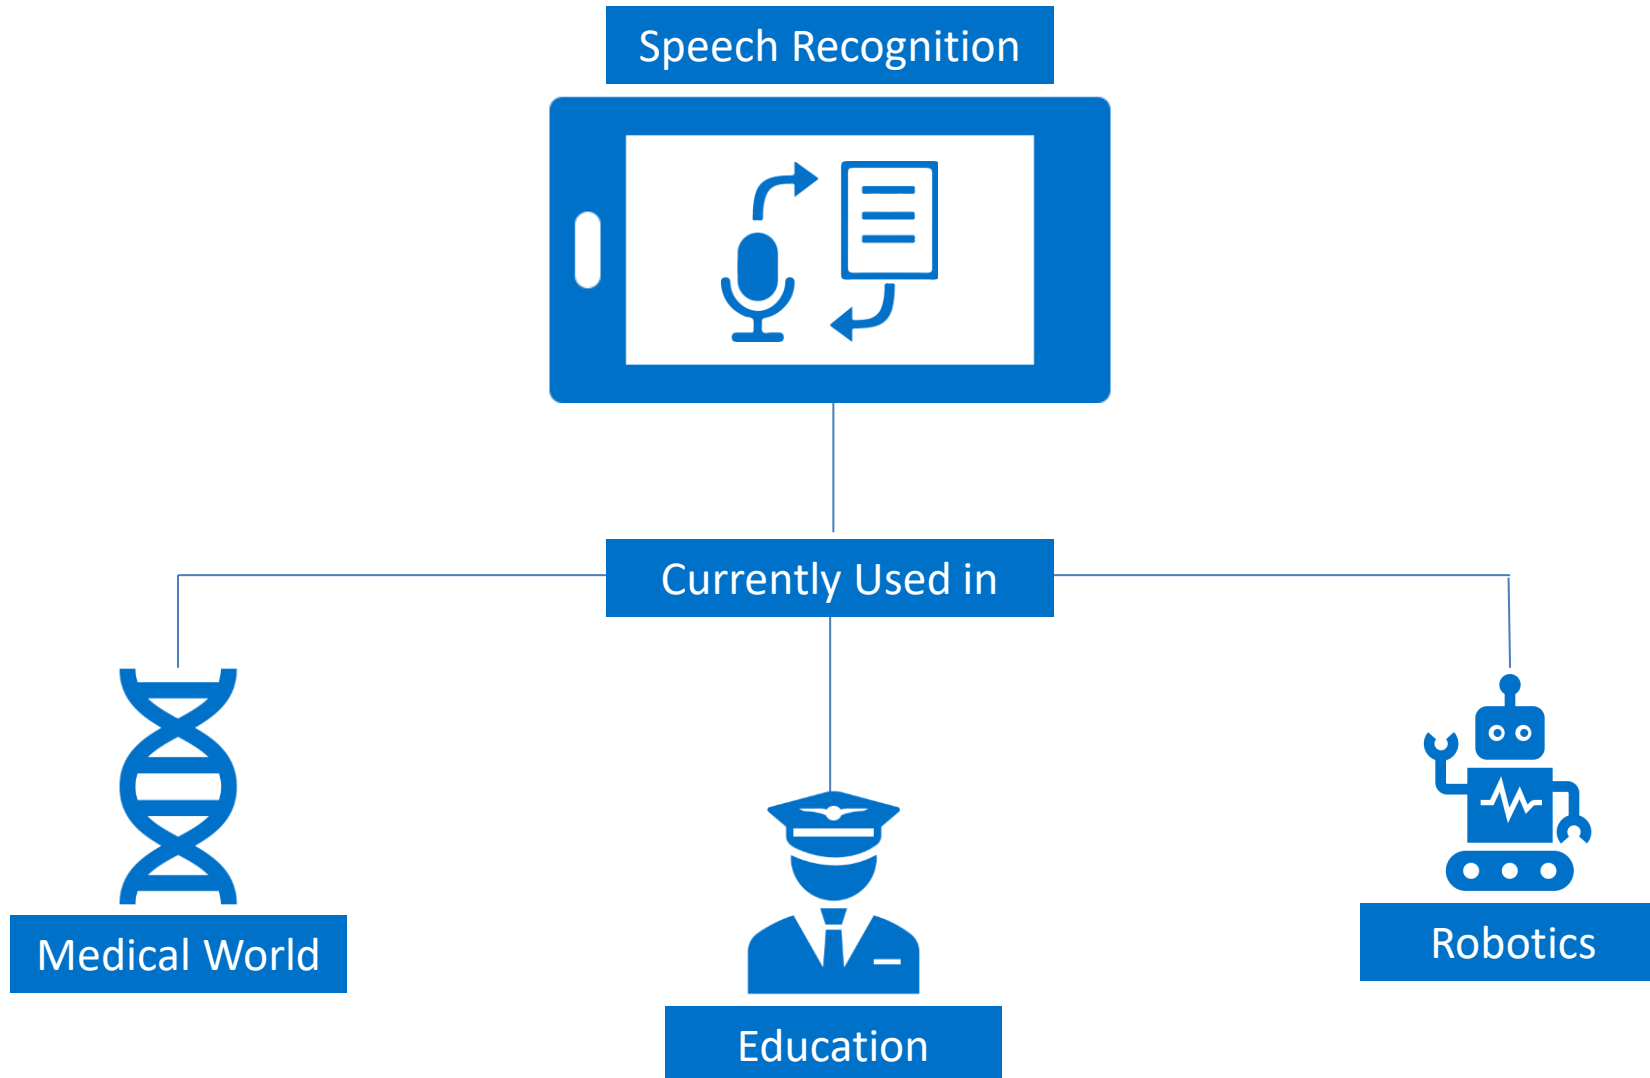 Speech Recognition
Currently Used in
Medical World
Education
Robotics